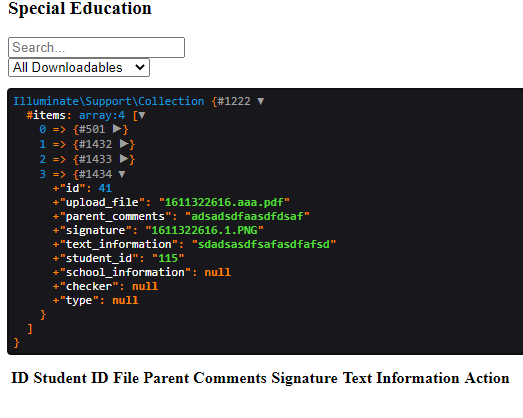 Special Education
Search...
All Downloadables
Illuminate\Support\Collection {#1222 ▼
#items: array:4 [▼
0 => {#501 ▶}
1 => {#1432 ▶}
2 => {#1433 ▶}
3 => {#1434 ▼
+"id": 41
+"upload_file": "1611322616.aaa.pdf"
+"parent_comments": "adsadsdfaasdfdsaf"
+"signature": "1611322616.1.PNG"
+"text_information": "sdadsasdfsafasdfafsd"
+"student_id": "115"
+"school_information": null
+"checker": null
+"type": null
}
]
}
ID Student ID File Parent Comments Signature Text Information Action